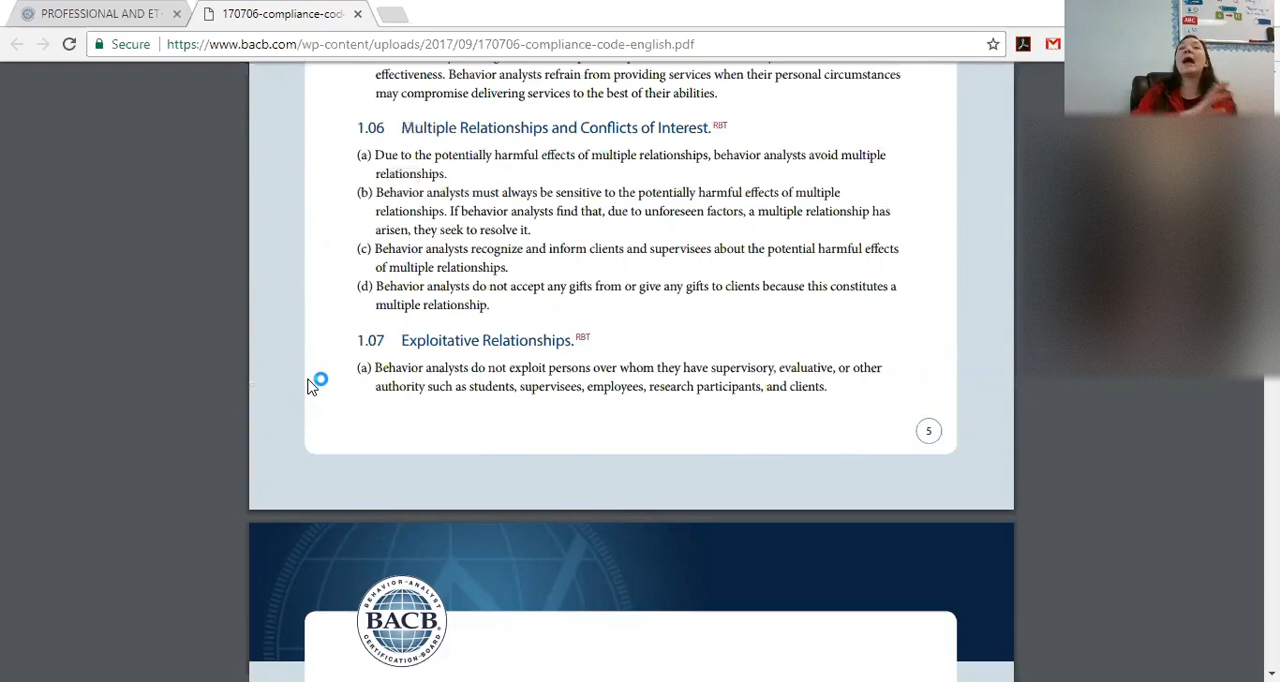 PROFESSIONAL AND ET
170706-compliance-cod
Secure
https://www.bacb.com/wp-content/uploads/2017/09/170706-compliance-code-english.pdf
ABC
effectiveness. Behavior analysts refrain from providing services when their personal circumstances
may compromise delivering services to the best of their abilities.
1.06 Multiple Relationships and Conflicts of Interest. RBT
(a) Due to the potentially harmful effects of multiple relationships, behavior analysts avoid multiple
relationships.
(b) Behavior analysts must always be sensitive to the potentially harmful effects of multiple
relationships. If behavior analysts find that, due to unforeseen factors, a multiple relationship has
arisen, they seek to resolve it.
(c) Behavior analysts recognize and inform clients and supervisees about the potential harmful effects
of multiple relationships.
(d) Behavior analysts do not accept any gifts from or give any gifts to clients because this constitutes a
multiple relationship.
1.07 Exploitative Relationships. RBT
(a) Behavior analysts do not exploit persons over whom they have supervisory, evaluative, or other
authority such as students, supervisees, employees, research participants, and clients.
5
BEHAVIOR·ANALYST
BACB
CERTIFICATION·BOARD